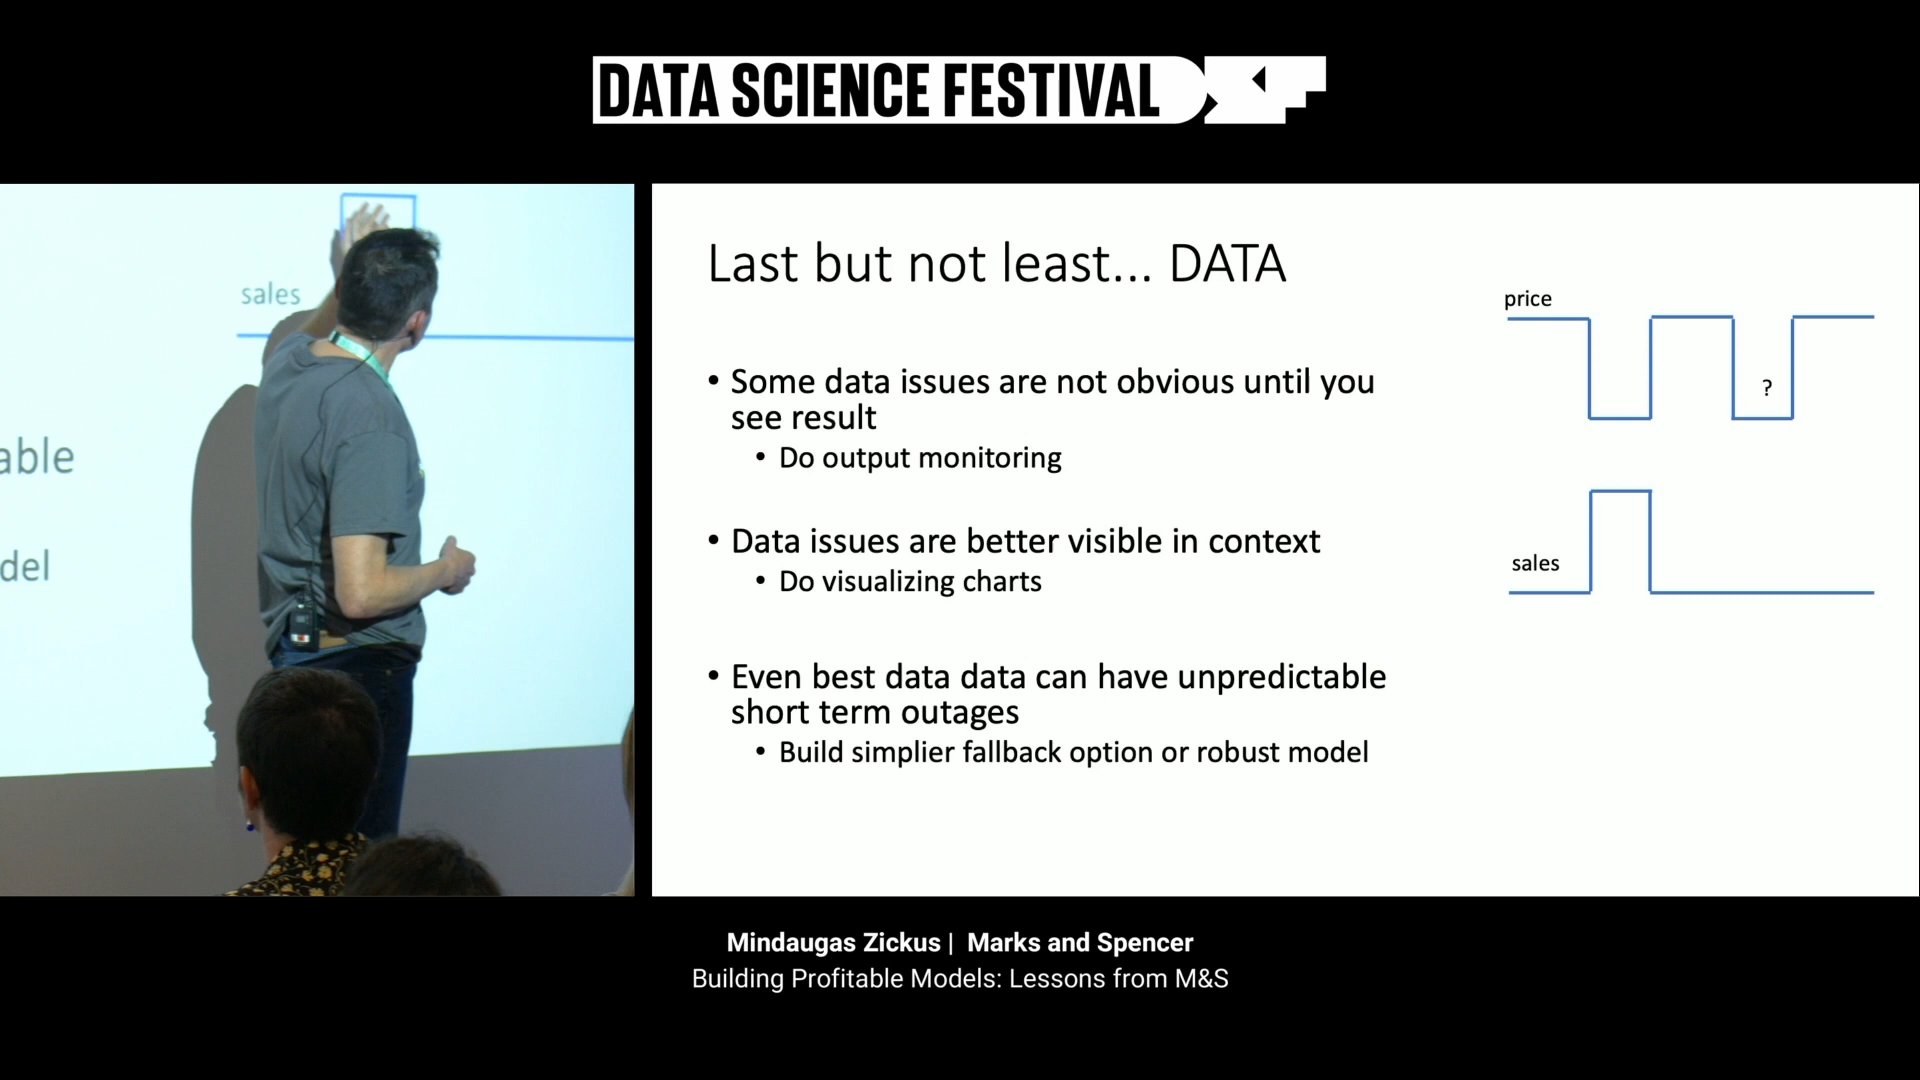 DATA SCIENCE FESTIVAL
sales
able
del
Last but not least... DATA
• Some data issues are not obvious until you
see result
• Do output monitoring
• Data issues are better visible in context
• Do visualizing charts
• Even best data data can have unpredictable
short term outages
• Build simplier fallback option or robust model
price
?
sales
Mindaugas Zickus | Marks and Spencer
Building Profitable Models: Lessons from M&S